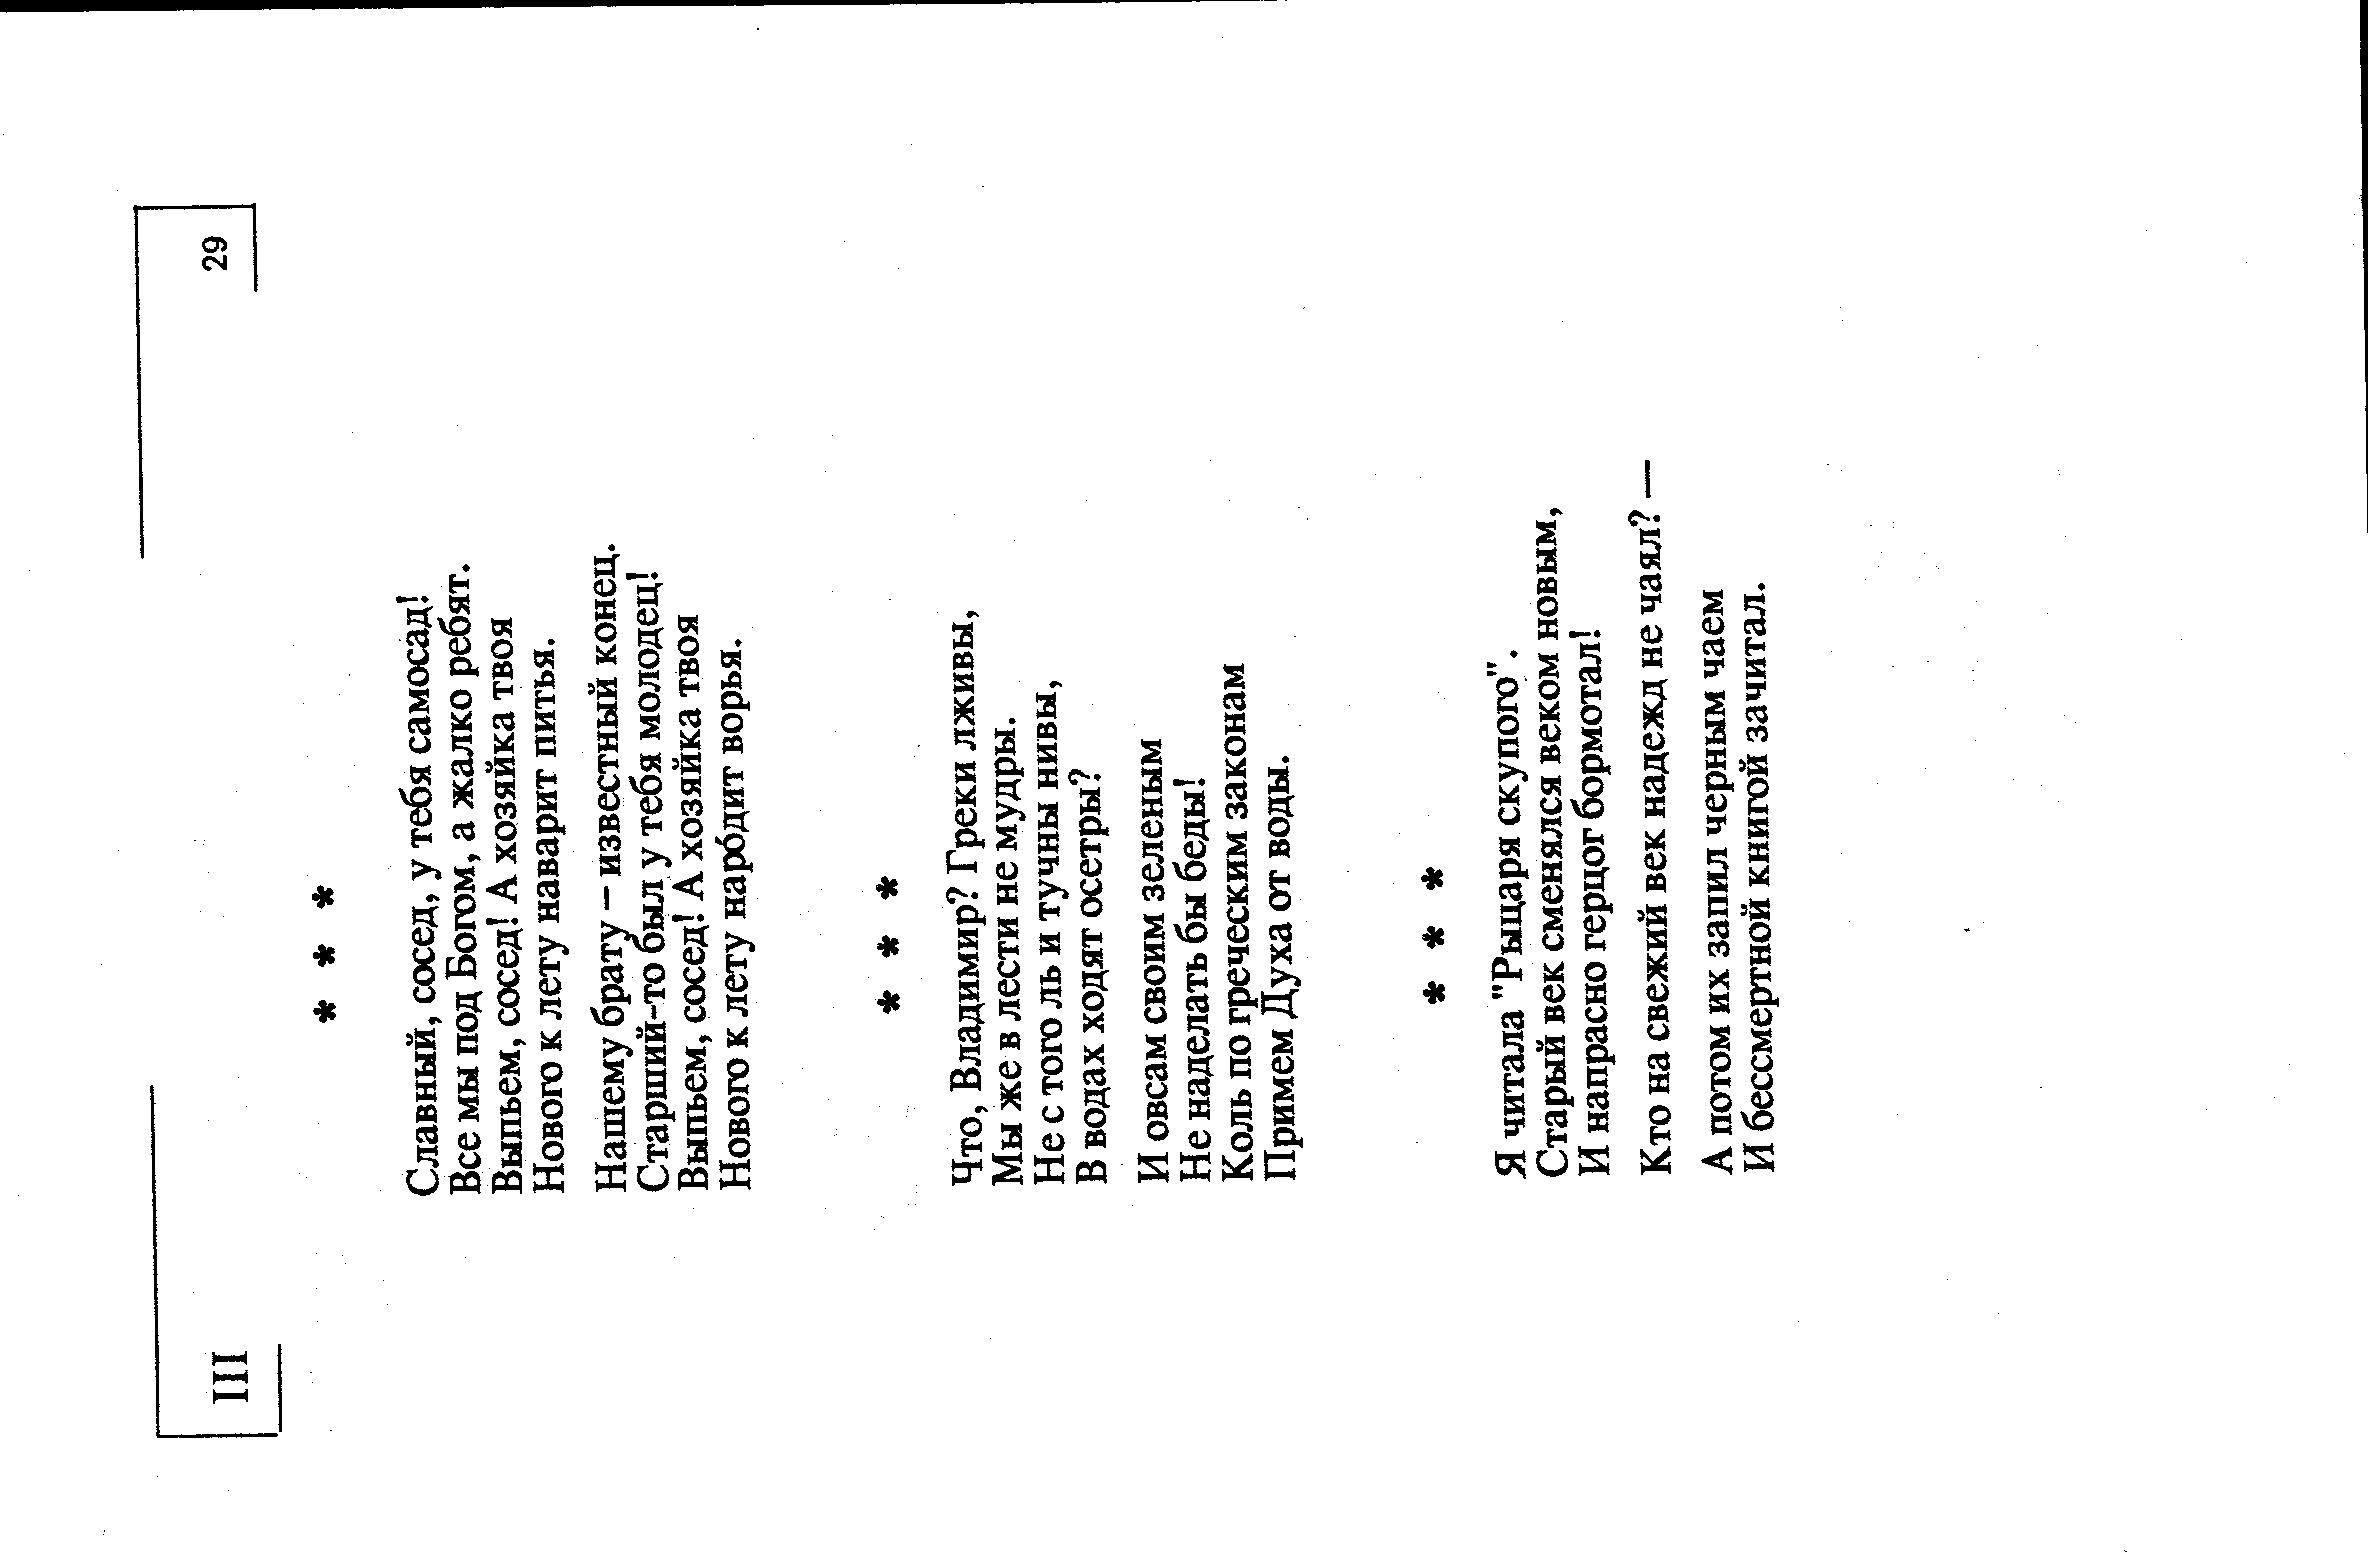 III
29
* * *
Славный, сосед, у тебя самосад!
Все мы под Богом, а жалко ребят.
Выпьем, сосед! А хозяйка твоя
Нового к лету наварит питья.
Нашему брату – известный конец.
Старший-то был у тебя молодец!
Выпьем, сосед! А хозяйка твоя
Нового к лету наро́дит ворья.
* * *
Что, Владимир? Греки лживы,
Мы же в лести не мудры.
Не с того ль и тучны нивы,
В водах ходят осетры?
И овсам своим зеленым
Не наделать бы беды!
Коль по греческим законам
Примем Духа от воды.
* * *
Я читала "Рыцаря скупого".
Старый век сменялся веком новым,
И напрасно герцог бормотал!
Кто на свежий век надежд не чаял? —
А потом их запил черным чаем
И бессмертной книгой зачитал.